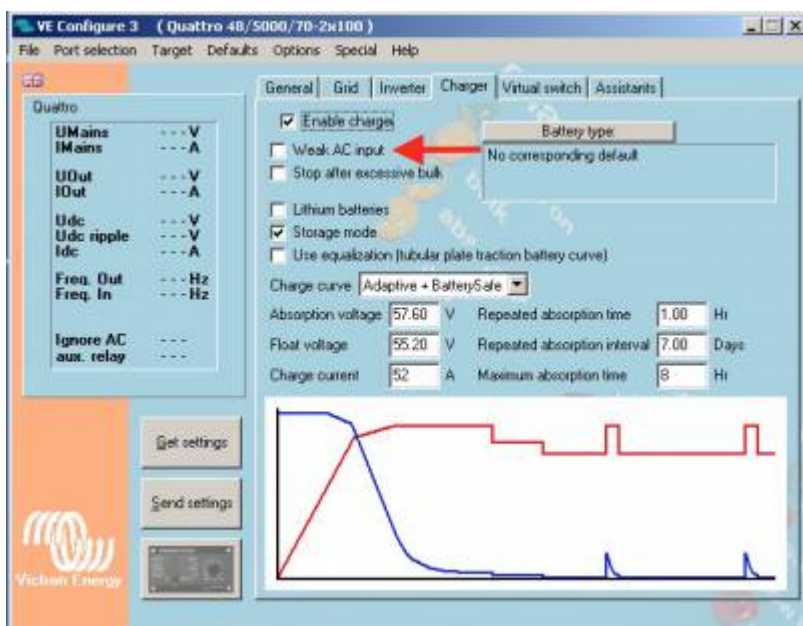 VE Configure 3 ( Quattro 48/5000/70-2x100 )
File Port selection Target Defaults Options Special Help
Quattro
UMains - - - V
IMains - - - A
UOut - - - V
IOut - - - A
Udc - - - V
Udc ripple - - - V
Idc - - - A
Freq. Out - - - Hz
Freq. In - - - Hz
Ignore AC - - -
aux. relay - - -
Get settings
Send settings
Victron Energy
General Grid Inverter Charger Virtual switch Assistants
Enable charger
Weak AC input
Stop after excessive bulk
Battery type:
No corresponding default
Lithium batteries
Storage mode
Use equalization (tubular plate traction battery curve)
Charge curve Adaptive + BatterySafe
Absorption voltage 57.60 V Repeated absorption time 1.00 Hr
Float voltage 55.20 V Repeated absorption interval 7.00 Days
Charge current 52 A Maximum absorption time 8 Hr